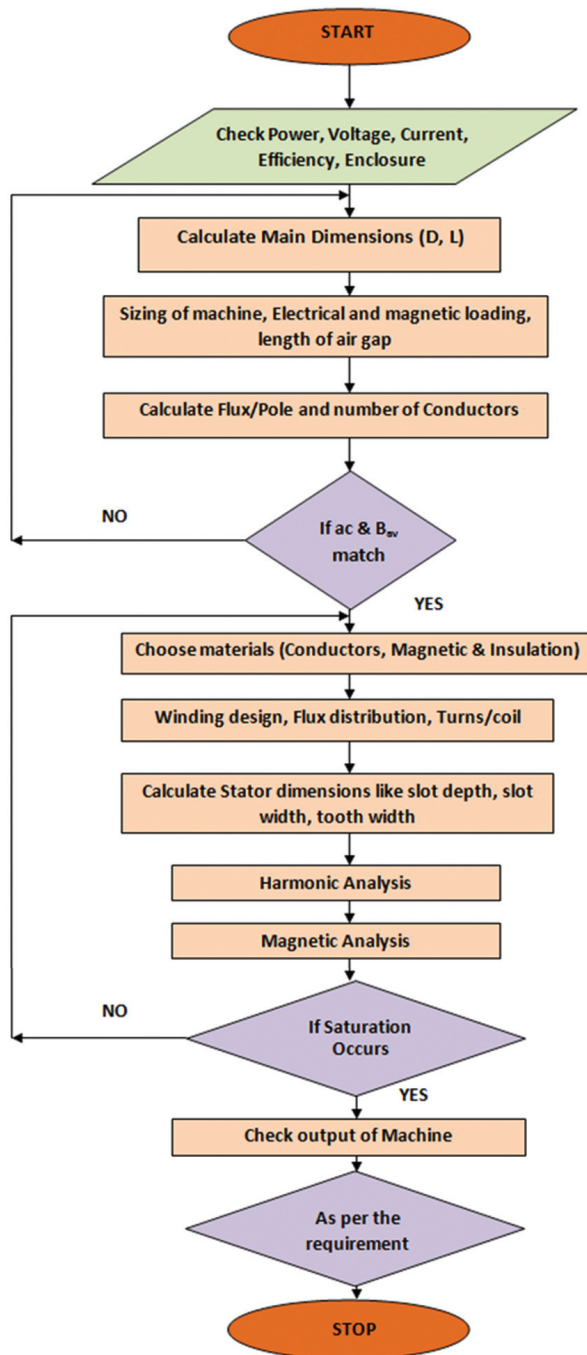 START
Check Power, Voltage, Current,
Efficiency, Enclosure
Calculate Main Dimensions (D, L)
Sizing of machine, Electrical and magnetic loading,
length of air gap
Calculate Flux/Pole and number of Conductors
NO
If ac & Bav
match
YES
Choose materials (Conductors, Magnetic & Insulation)
Winding design, Flux distribution, Turns/coil
Calculate Stator dimensions like slot depth, slot
width, tooth width
Harmonic Analysis
Magnetic Analysis
NO
If Saturation
Occurs
YES
Check output of Machine
As per the
requirement
STOP